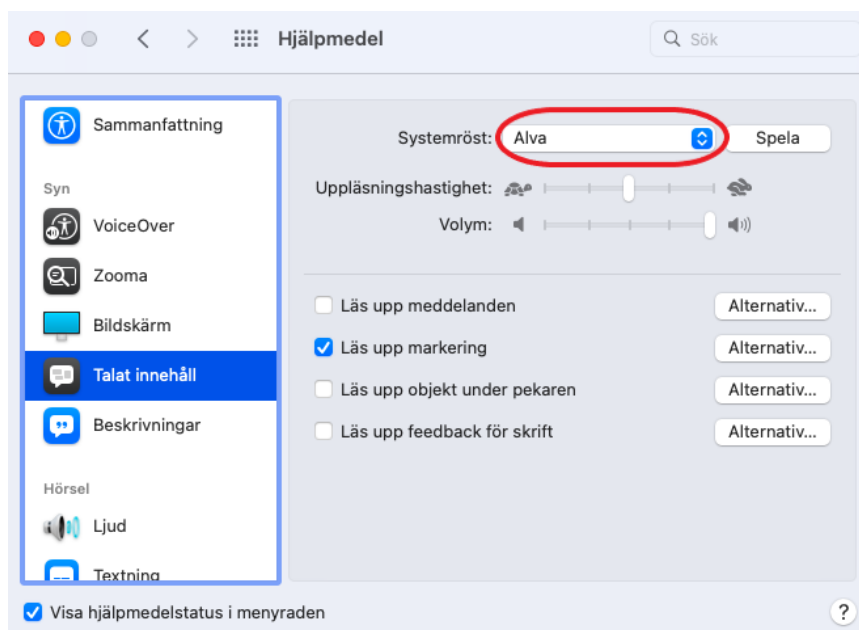 Hjälpmedel
Sök
Sammanfattning
Syn
VoiceOver
Zooma
Bildskärm
Talat innehåll
Beskrivningar
Hörsel
Ljud
Textning
Systemröst: Alva Spela
Uppläsningshastighet:
Volym:
Läs upp meddelanden Alternativ...
Läs upp markering Alternativ...
Läs upp objekt under pekaren Alternativ...
Läs upp feedback för skrift Alternativ...
Visa hjälpmedelstatus i menyraden ?